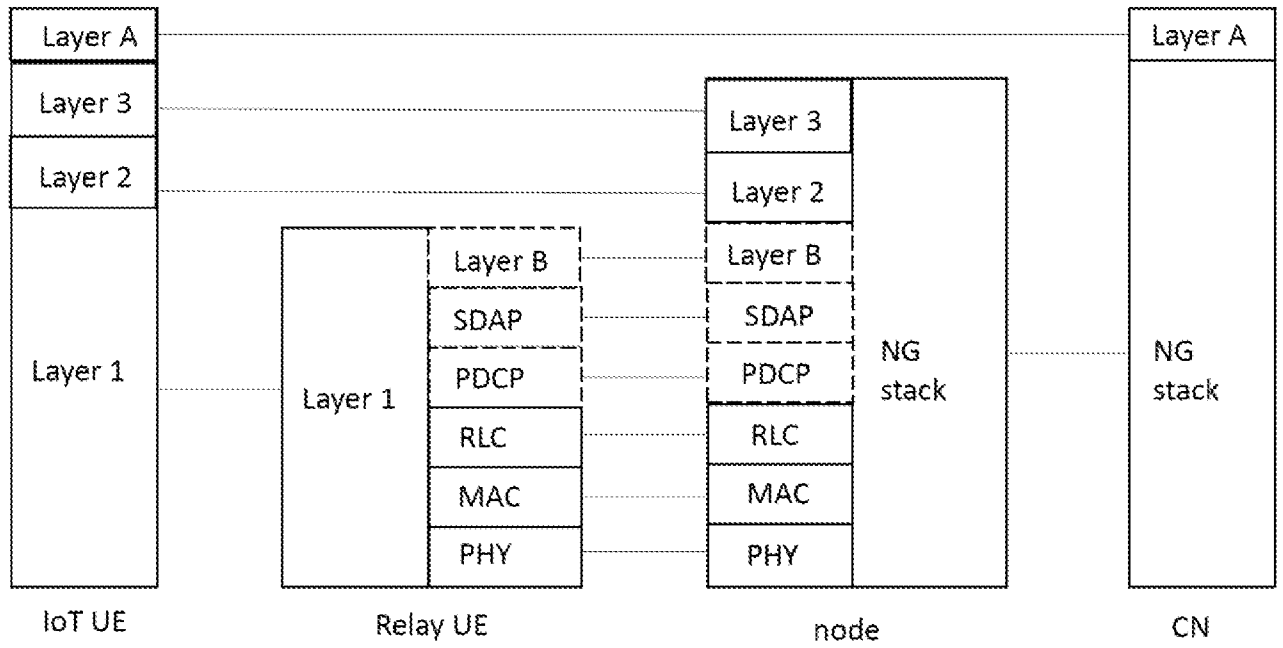 Layer A
Layer 3
Layer 2
Layer 1
IoT UE
Layer 1
Layer B
SDAP
PDCP
RLC
MAC
PHY
Relay UE
Layer 3
Layer 2
Layer B
SDAP
PDCP
RLC
MAC
PHY
NG
stack
node
Layer A
NG
stack
CN